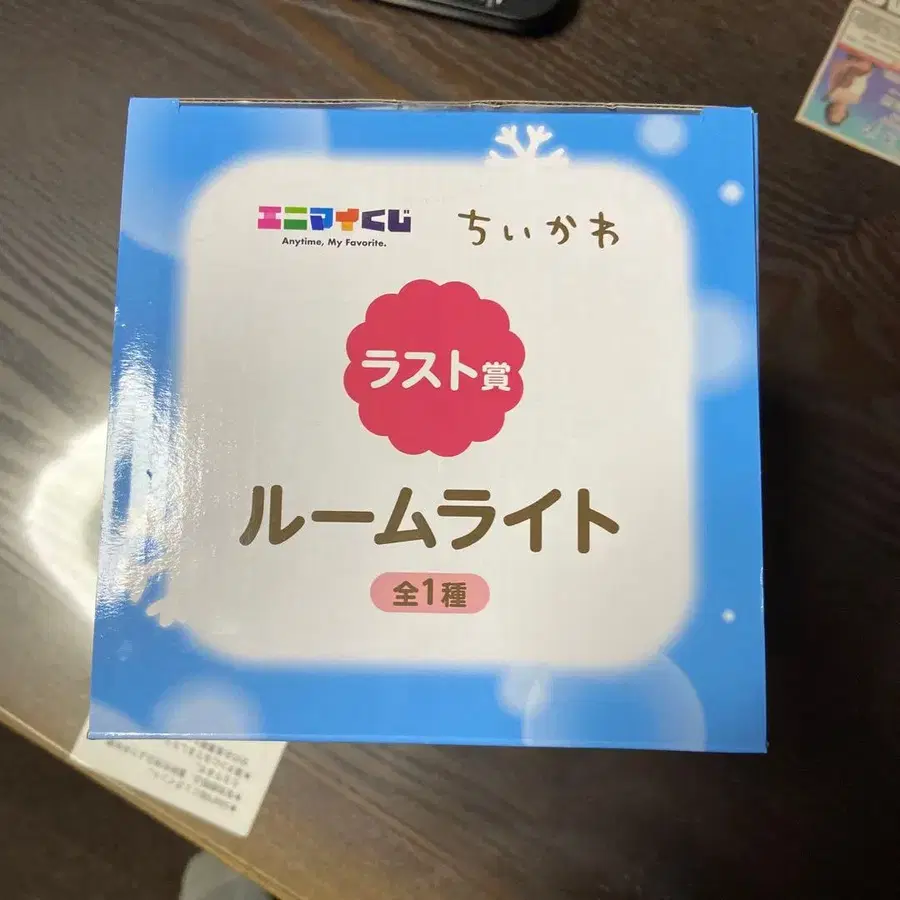 エニマイくじ
Anytime, My Favorite.
ちいかわ
ラスト賞
ルームライト
全1種